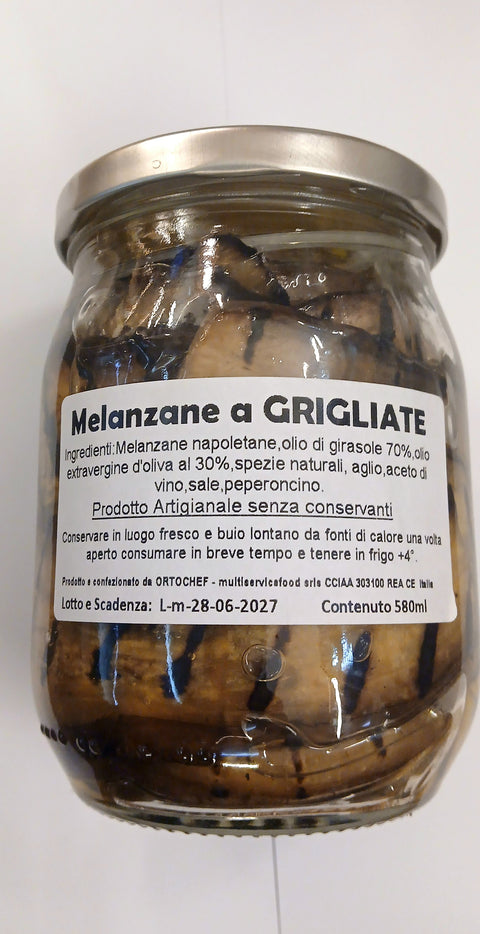 Melanzane a GRIGLIATE
Ingredienti:Melanzane napoletane,olio di girasole 70%,olio
extravergine d'oliva al 30%,spezie naturali, aglio,aceto di
vino,sale,peperoncino.
Prodotto Artigianale senza conservanti
Conservare in luogo fresco e buio lontano da fonti di calore una volta
aperto consumare in breve tempo e tenere in frigo +4°.
Prodotto e confezionato da ORTOCHEF - multiservicefood srls CCIAA 303100 REA CE Italia
Lotto e Scadenza: L-m-28-06-2027 Contenuto 580ml